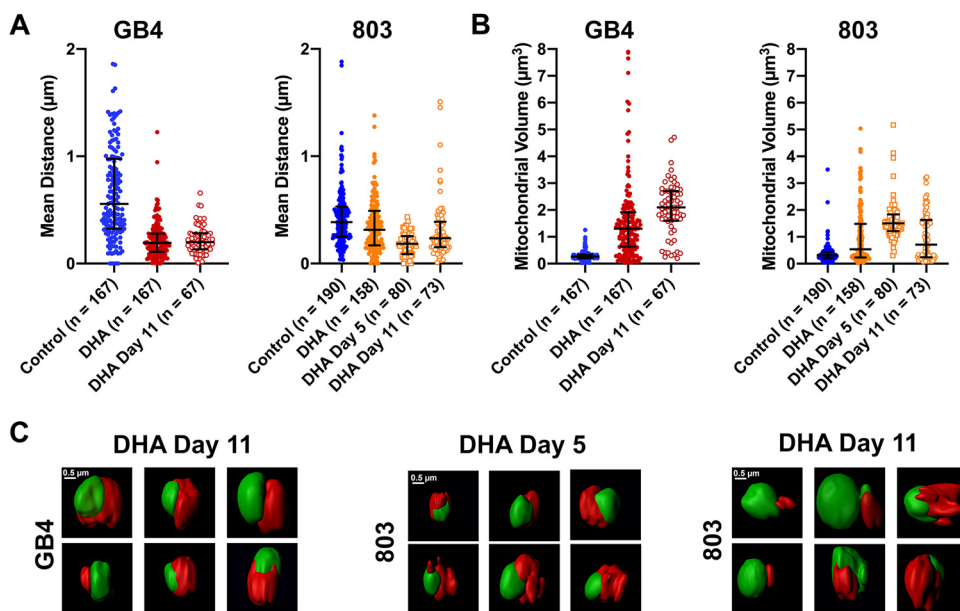 A
GB4
803
B
GB4
803
Mean Distance (µm)
2
1
0
Control (n = 167)
DHA (n = 167)
DHA Day 11 (n = 67)
Mean Distance (µm)
2
1
0
Control (n = 190)
DHA (n = 158)
DHA Day 5 (n = 80)
DHA Day 11 (n = 73)
Mitochondrial Volume (µm³)
8
7
6
5
4
3
2
1
0
Control (n = 167)
DHA (n = 167)
DHA Day 11 (n = 67)
Mitochondrial Volume (µm³)
8
7
6
5
4
3
2
1
0
Control (n = 190)
DHA (n = 158)
DHA Day 5 (n = 80)
DHA Day 11 (n = 73)
C
DHA Day 11
0.5 µm
GB4
DHA Day 5
0.5 µm
803
DHA Day 11
0.5 µm
803